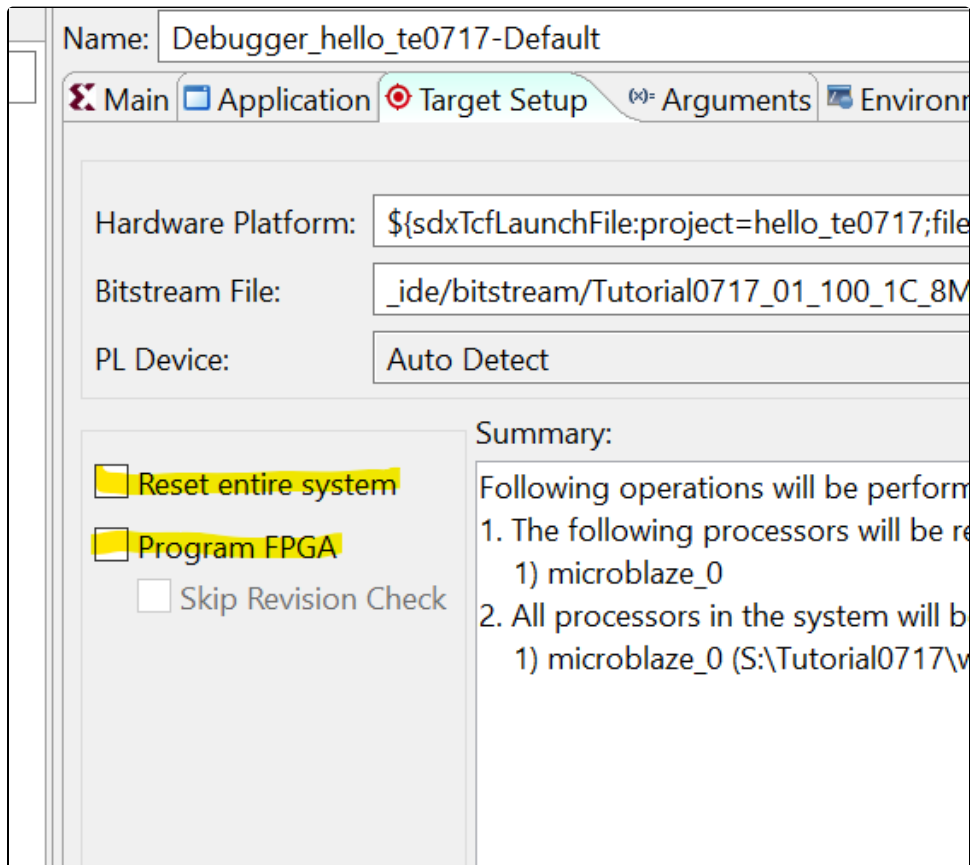 Name: Debugger_hello_te0717-Default
Main Application Target Setup (x)= Arguments
Hardware Platform: ${sdxTcfLaunchFile:project=hello_te0717;file
Bitstream File: _ide/bitstream/Tutorial0717_01_100_1C_8M
PL Device: Auto Detect
Summary:
Reset entire system
Program FPGA
Skip Revision Check
Following operations will be perform
1. The following processors will be re
1) microblaze_0
2. All processors in the system will b
1) microblaze_0 (S:\Tutorial0717\